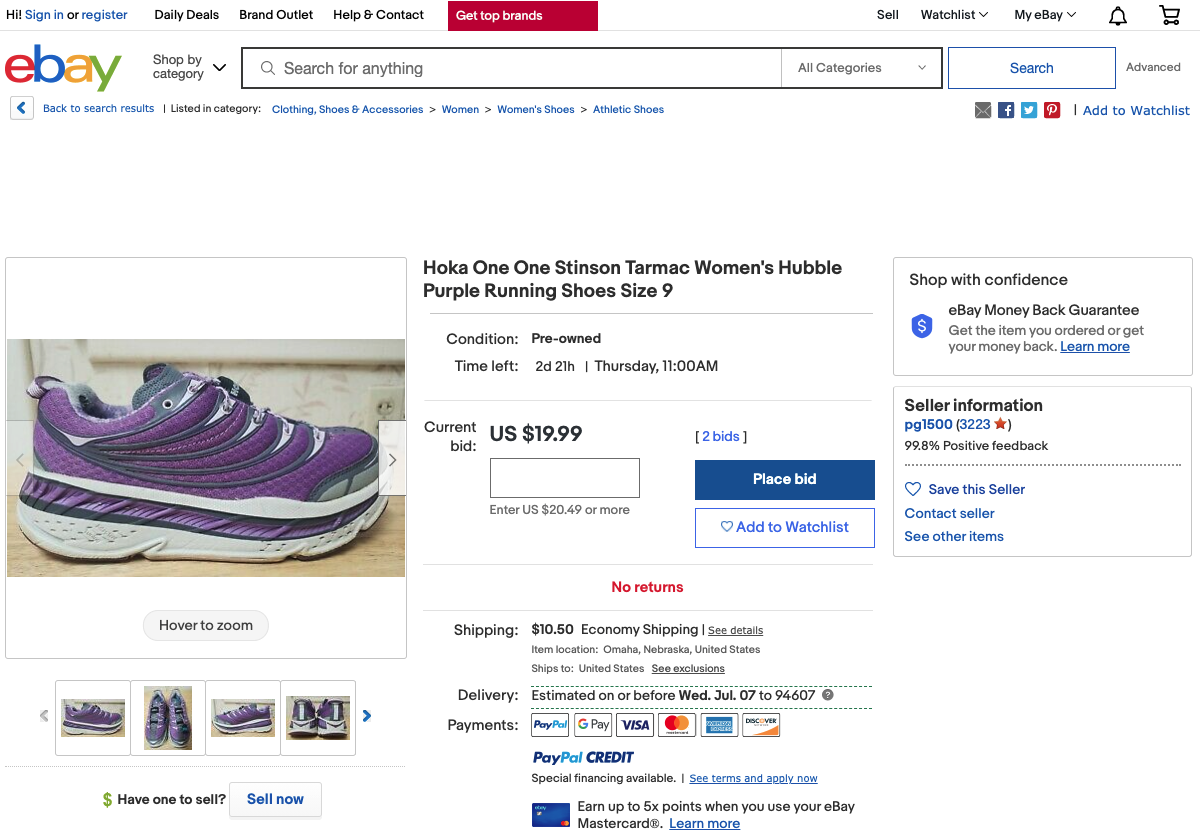 Hi! Sign in or register
Daily Deals
Brand Outlet
Help & Contact
Get top brands
Sell
Watchlist
My eBay
ebay
Shop by
category
Search for anything
All Categories
Search
Advanced
Back to search results | Listed in category: Clothing, Shoes & Accessories > Women > Women's Shoes > Athletic Shoes
| Add to Watchlist
Hoka One One Stinson Tarmac Women's Hubble
Purple Running Shoes Size 9
Condition: Pre-owned
Time left: 2d 21h | Thursday, 11:00AM
Current
bid:
US $19.99
[ 2 bids ]
Place bid
Enter US $20.49 or more
Add to Watchlist
No returns
Shipping: $10.50 Economy Shipping | See details
Item location: Omaha, Nebraska, United States
Ships to: United States See exclusions
Delivery: Estimated on or before Wed. Jul. 07 to 94607
Payments: PayPal G Pay VISA mastercard AMERICAN EXPRESS DISCOVER
PayPal CREDIT
Special financing available. | See terms and apply now
ebay
Earn up to 5x points when you use your eBay
Mastercard®. Learn more
Shop with confidence
eBay Money Back Guarantee
Get the item you ordered or get
your money back. Learn more
Seller information
pg1500 (3223)
99.8% Positive feedback
Save this Seller
Contact seller
See other items
Hover to zoom
$ Have one to sell? Sell now